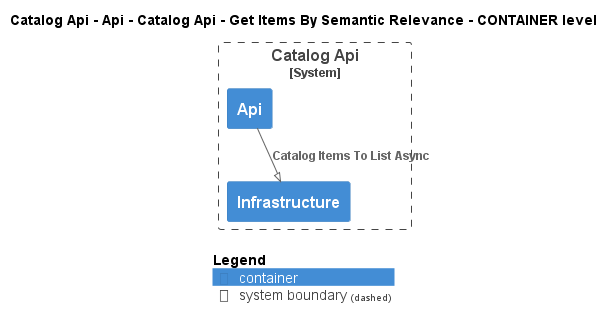 Catalog Api - Api - Catalog Api - Get Items By Semantic Relevance - CONTAINER level
Catalog Api
[System]
Api
Catalog Items To List Async
Infrastructure
Legend
container
system boundary (dashed)